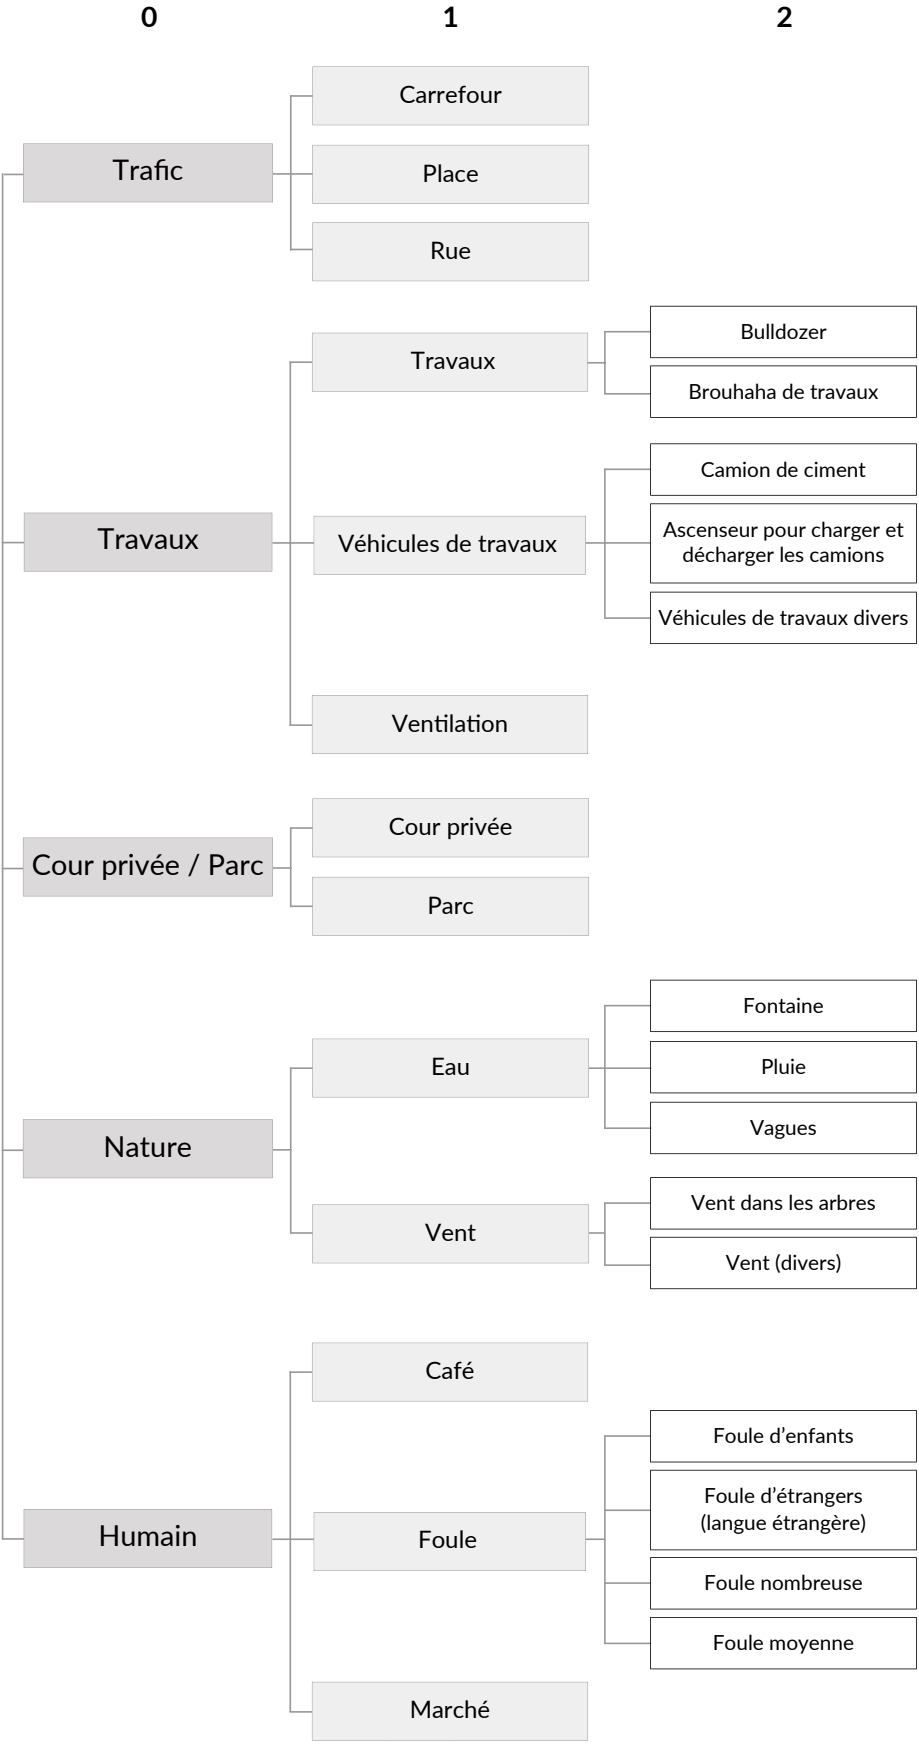 0 1 2
Trafic
Carrefour
Place
Rue
Travaux
Travaux
Bulldozer
Brouhaha de travaux
Véhicules de travaux
Camion de ciment
Ascenseur pour charger et
décharger les camions
Véhicules de travaux divers
Ventilation
Cour privée / Parc
Cour privée
Parc
Nature
Eau
Fontaine
Pluie
Vagues
Vent
Vent dans les arbres
Vent (divers)
Humain
Café
Foule
Foule d’enfants
Foule d’étrangers
(langue étrangère)
Foule nombreuse
Foule moyenne
Marché